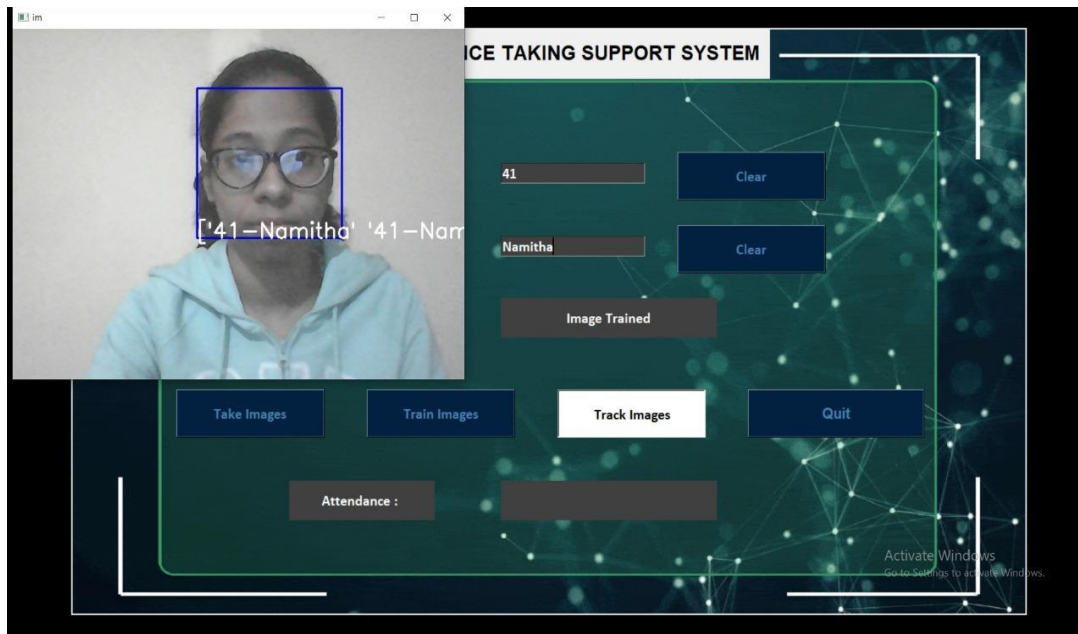 im
ICE TAKING SUPPORT SYSTEM
41
Clear
['41-Namitha' '41-Nam
Namitha
Clear
Image Trained
Take Images
Train Images
Track Images
Quit
Attendance :
Activate Windows
Go to Settings to activate Windows.